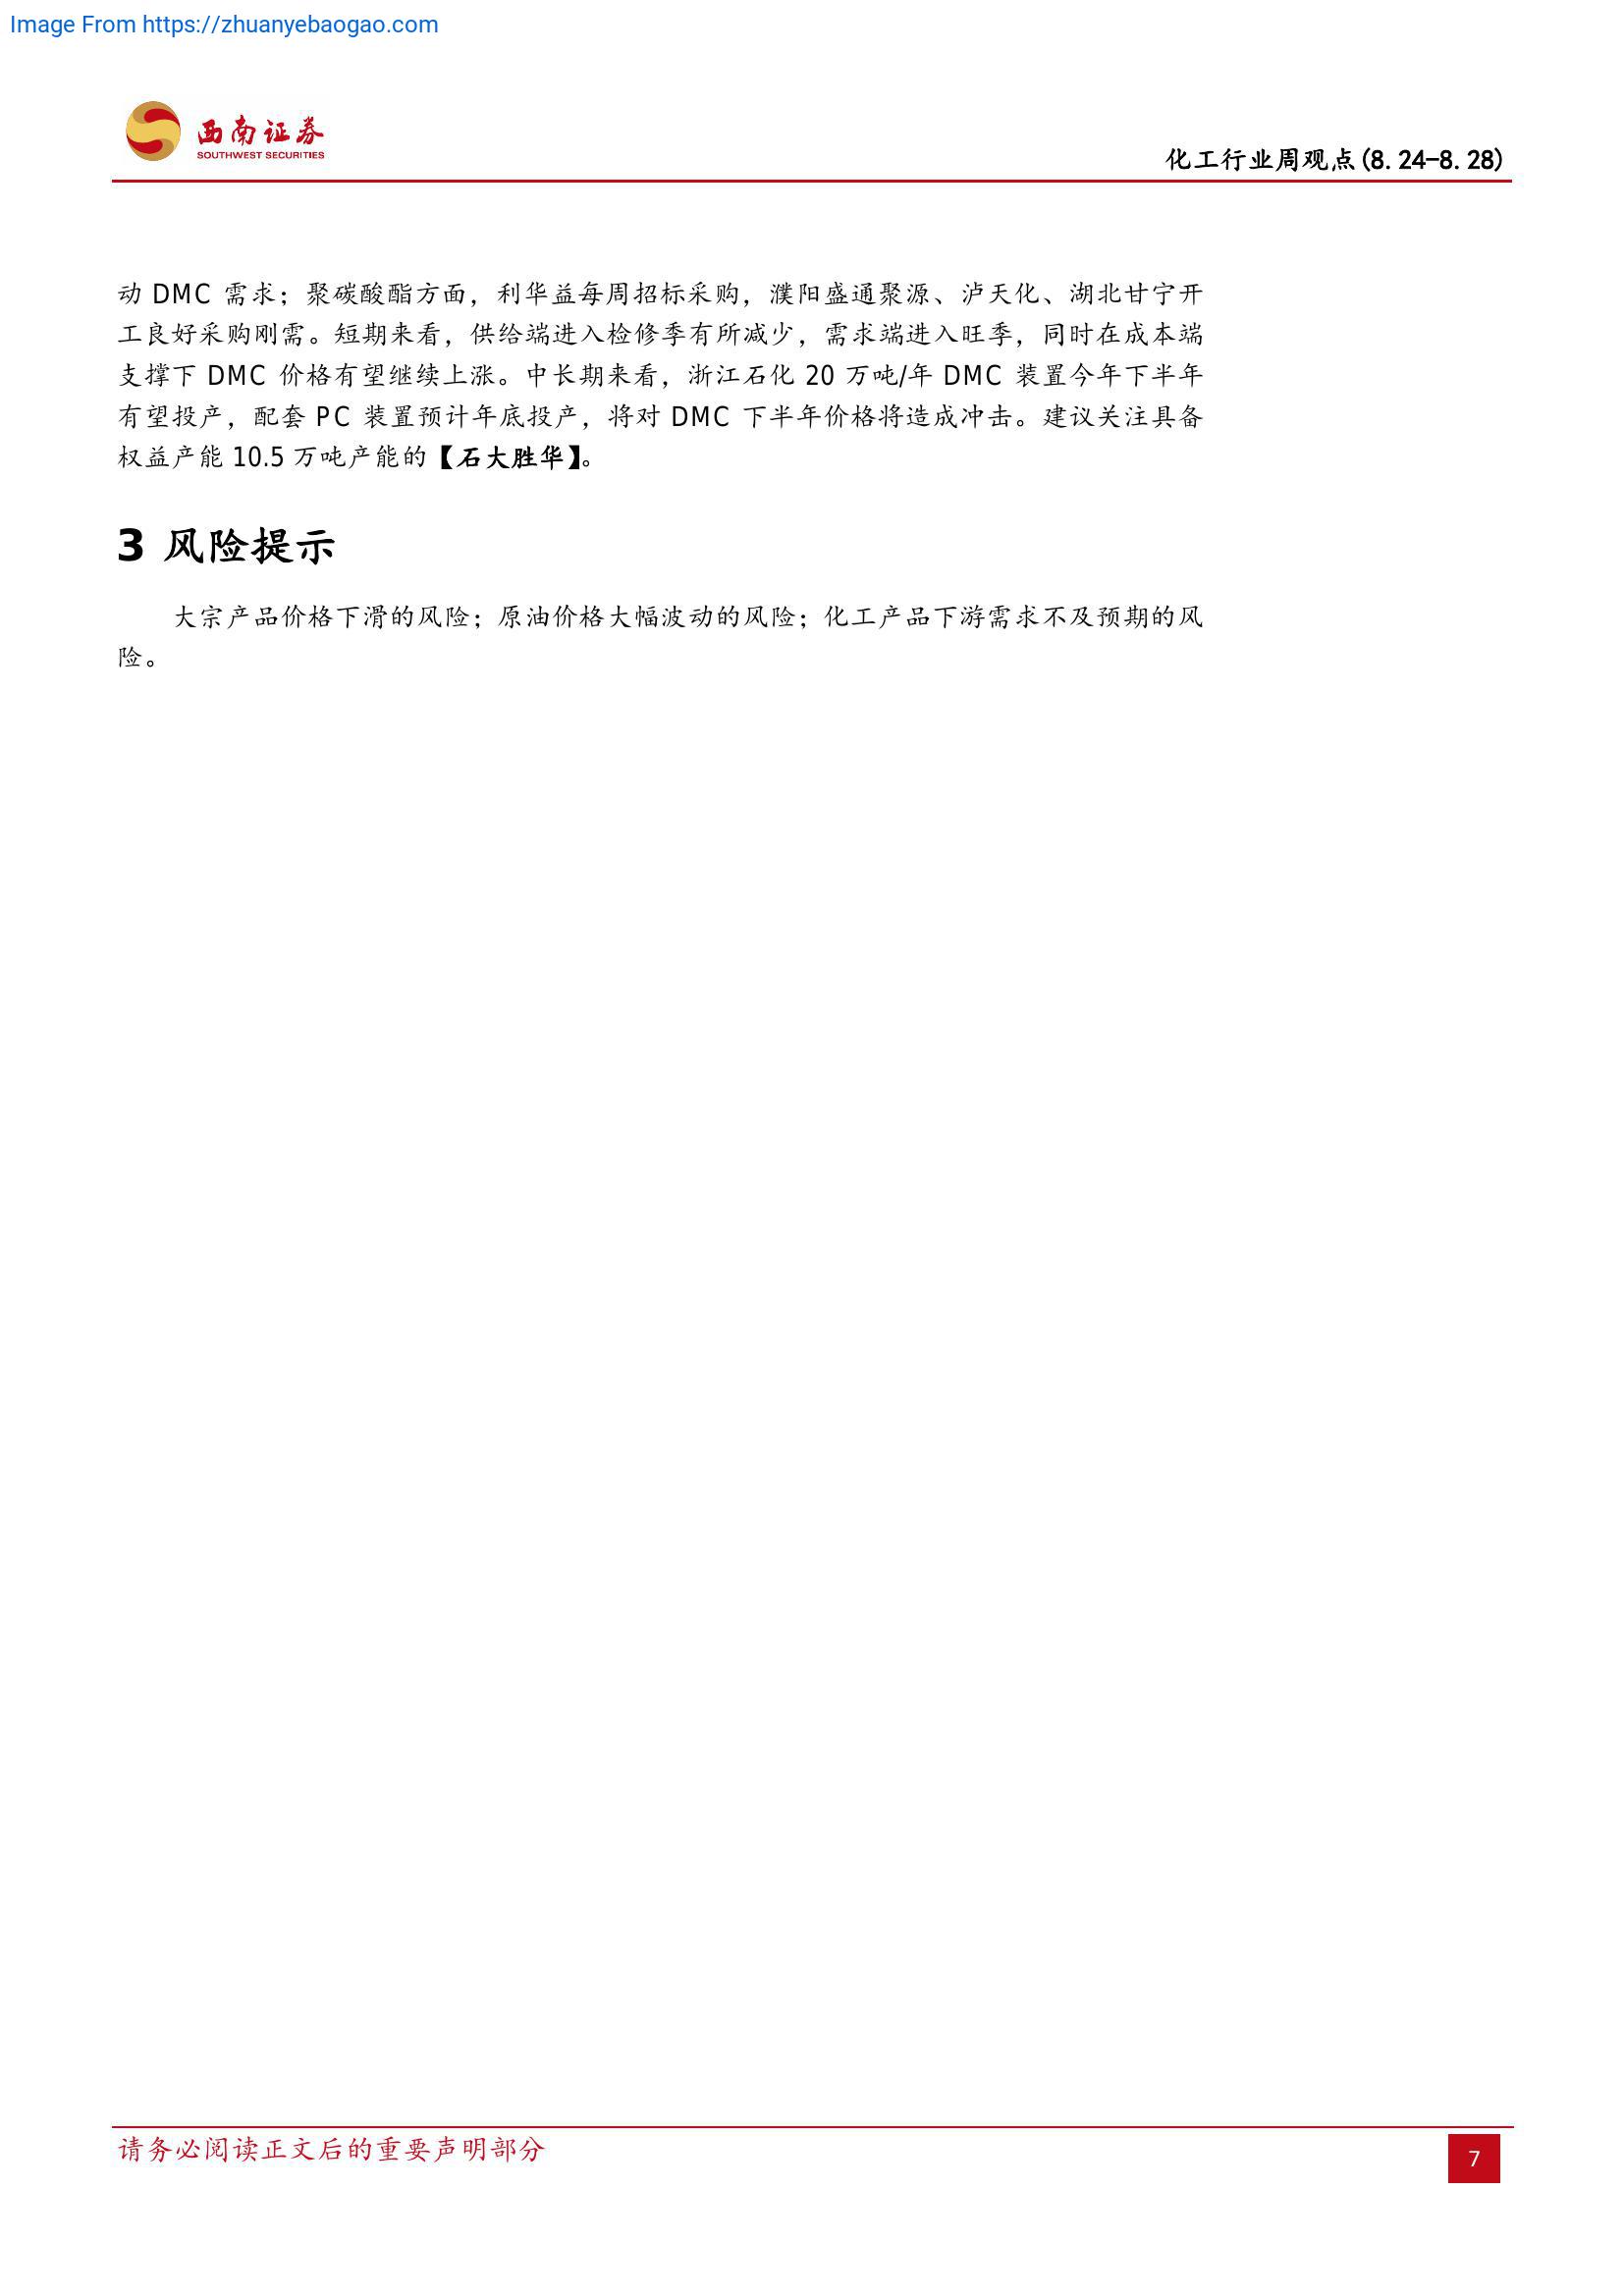 Image From https://zhuanyebaogao.com
西南证券
SOUTHWEST SECURITIES
化工行业周观点(8.24-8.28)
动 DMC 需求；聚碳酸酯方面，利华益每周招标采购，濮阳盛通聚源、泸天化、湖北甘宁开
工良好采购刚需。短期来看，供给端进入检修季有所减少，需求端进入旺季，同时在成本端
支撑下 DMC 价格有望继续上涨。中长期来看，浙江石化 20 万吨/年 DMC 装置今年下半年
有望投产，配套 PC 装置预计年底投产，将对 DMC 下半年价格将造成冲击。建议关注具备
权益产能 10.5 万吨产能的【石大胜华】。
3 风险提示
大宗产品价格下滑的风险；原油价格大幅波动的风险；化工产品下游需求不及预期的风
险。
请务必阅读正文后的重要声明部分
7